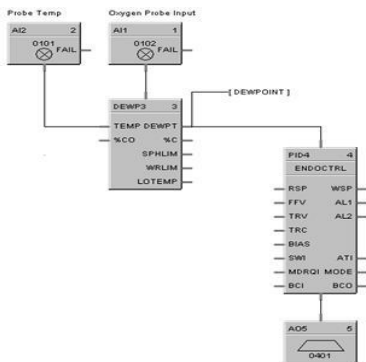 Probe Temp
Oxygen Probe Input
AI2 2
0101
FAIL
AI1 1
0102
FAIL
DEWP3 3
TEMP DEWPT
%CO %C
SPHLIM
WRLIM
LOTEMP
[ DEWPOINT ]
PID4 4
ENDOCTRL
RSP WSP
FFV AL1
TRV AL2
TRC
BIAS
SWI ATI
MDRQI MODE
BCI BCO
AO5 5
0401